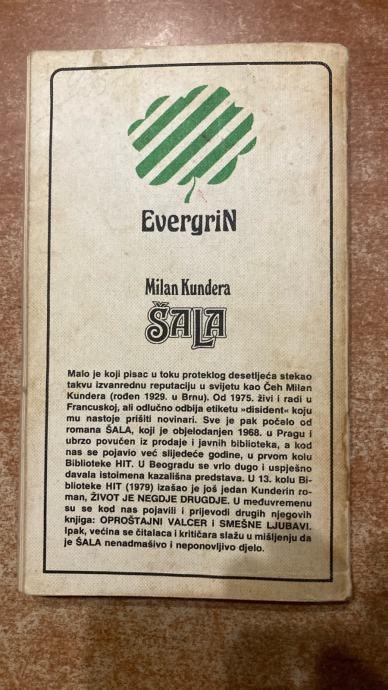 EvergriN
Milan Kundera
ŠALA
Malo je koji pisac u toku proteklog desetljeća stekao
takvu izvanrednu reputaciju u svijetu kao Čeh Milan
Kundera (rođen 1929. u Brnu). Od 1975. živi i radi u
Francuskoj, ali odlučno odbija etiketu »disident« koju
mu nastoje prišiti novinari. Sve je pak počalo od
romana ŠALA, koji je objelodanjen 1968. u Pragu i
ubrzo povučen iz prodaje i javnih biblioteka, a kod
nas se pojavio već slijedeće godine, u prvom kolu
Biblioteke HIT. U Beogradu se vrlo dugo i uspješno
davala istoimena kazališna predstava. U 13. kolu Bi-
blioteke HIT (1979) izašao je još jedan Kunderin ro-
man, ŽIVOT JE NEGDJE DRUGDJE. U međuvremenu
su se kod nas pojavili i prijevodi drugih njegovih
knjiga: OPROŠTAJNI VALCER i SMEŠNE LJUBAVI.
Ipak, većina se čitalaca i kritičara slažu u mišljenju da
je ŠALA nenadmašivo i neponovljivo djelo.